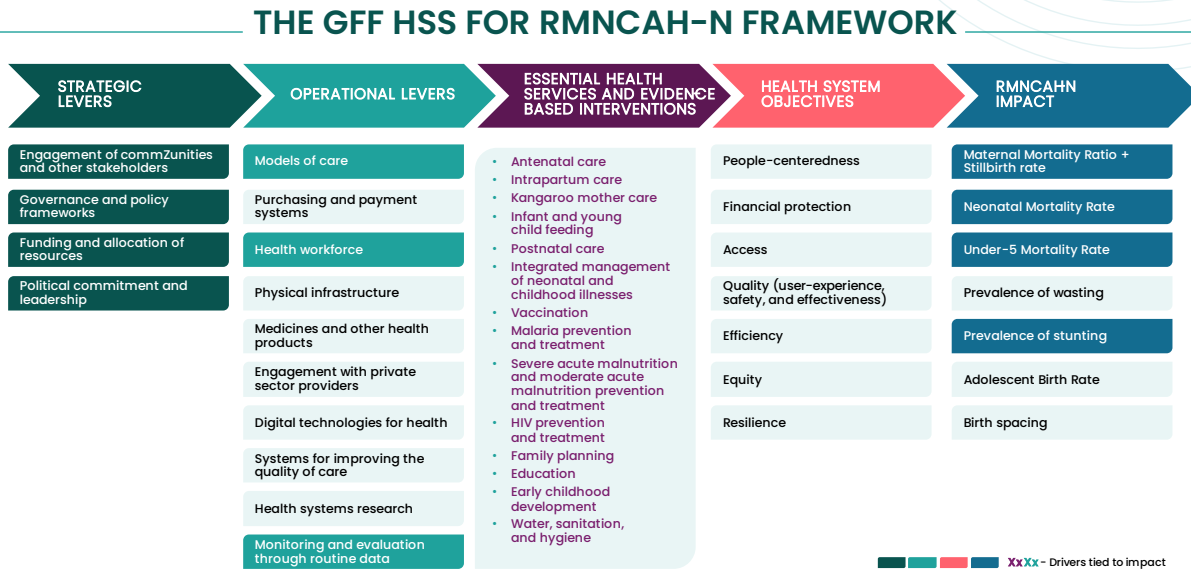 THE GFF HSS FOR RMNCAH-N FRAMEWORK
STRATEGIC
LEVERS
Engagement of commZunities
and other stakeholders
Governance and policy
frameworks
Funding and allocation of
resources
Political commitment and
leadership
OPERATIONAL LEVERS
Models of care
Purchasing and payment
systems
Health workforce
Physical infrastructure
Medicines and other health
products
Engagement with private
sector providers
Digital technologies for health
Systems for improving the
quality of care
Health systems research
Monitoring and evaluation
through routine data
ESSENTIAL HEALTH
SERVICES AND EVIDENCE
BASED INTERVENTIONS
• Antenatal care
• Intrapartum care
• Kangaroo mother care
• Infant and young
child feeding
• Postnatal care
• Integrated management
of neonatal and
childhood illnesses
• Vaccination
• Malaria prevention
and treatment
• Severe acute malnutrition
and moderate acute
malnutrition prevention
and treatment
• HIV prevention
and treatment
• Family planning
• Education
• Early childhood
development
• Water, sanitation,
and hygiene
HEALTH SYSTEM
OBJECTIVES
People-centeredness
Financial protection
Access
Quality (user-experience,
safety, and effectiveness)
Efficiency
Equity
Resilience
RMNCAHN
IMPACT
Maternal Mortality Ratio +
Stillbirth rate
Neonatal Mortality Rate
Under-5 Mortality Rate
Prevalence of wasting
Prevalence of stunting
Adolescent Birth Rate
Birth spacing
XxXx - Drivers tied to impact